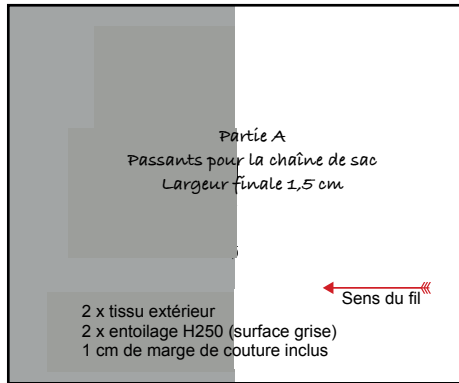 Partie A
Passants pour la chaîne de sac
Largeur finale 1,5 cm
Sens du fil
2 x tissu extérieur
2 x entoilage H250 (surface grise)
1 cm de marge de couture inclus